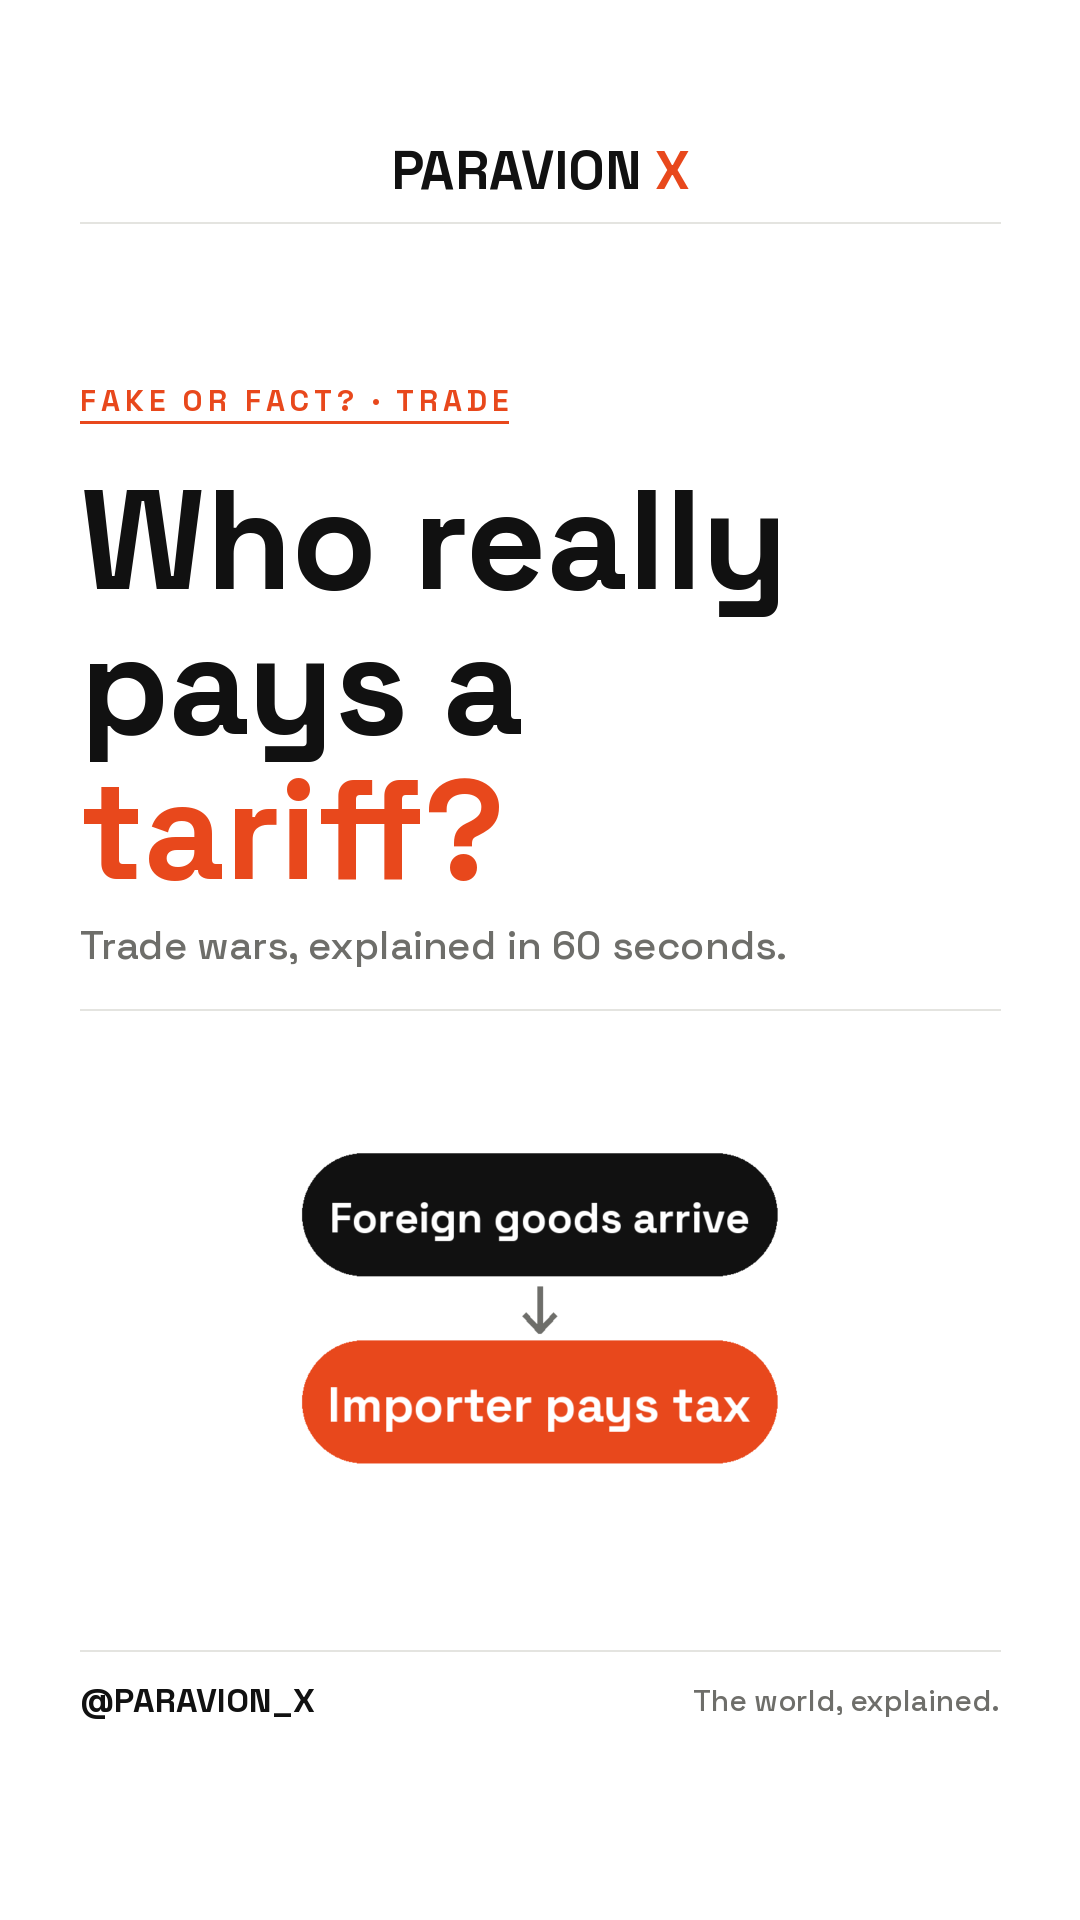 PARAVION X
FAKE OR FACT? · TRADE
Who really
pays a
tariff?
Trade wars, explained in 60 seconds.
Foreign goods arrive
↓
Importer pays tax
@PARAVION_X
The world, explained.